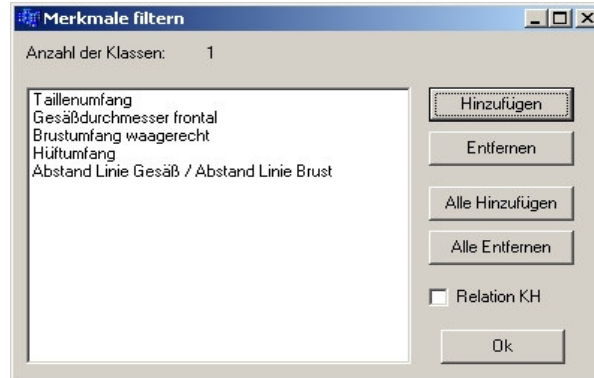 Merkmale filtern
Anzahl der Klassen: 1
Taillenumfang
Gesäßdurchmesser frontal
Brustumfang waagerecht
Hüftumfang
Abstand Linie Gesäß / Abstand Linie Brust
Hinzufügen
Entfernen
Alle Hinzufügen
Alle Entfernen
Relation KH
Ok